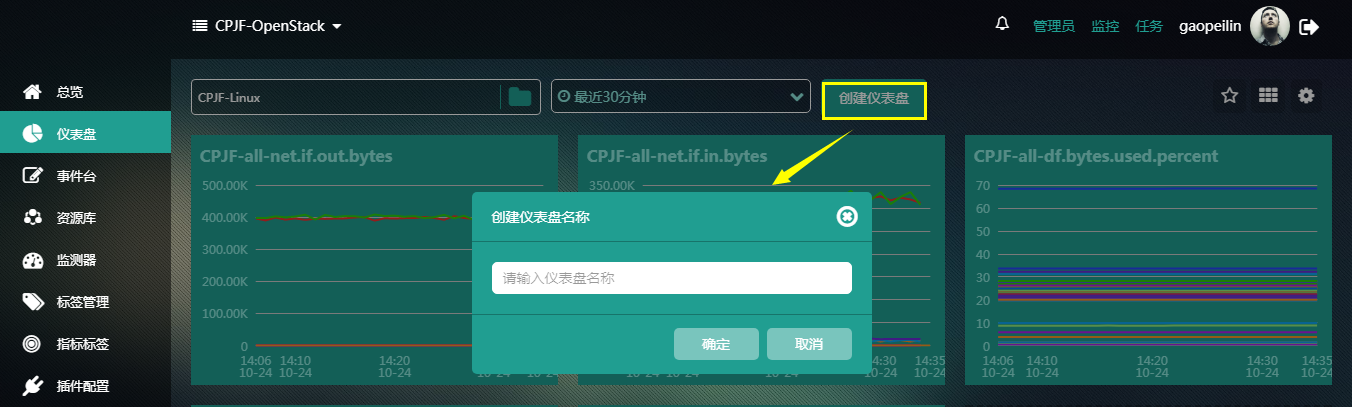 CPJF-OpenStack
管理员 监控 任务 gaopeilin
总览
仪表盘
事件台
资源库
监测器
标签管理
指标标签
插件配置
CPJF-Linux
最近30分钟
创建仪表盘
CPJF-all-net.if.out.bytes
500.00K
400.00K
300.00K
200.00K
100.00K
0
14:06 14:10 14:20
10-24 10-24 10-24
CPJF-all-net.if.in.bytes
350.00K
14:30 14:35
10-24 10-24
CPJF-all-df.bytes.used.percent
70
60
50
40
30
20
10
0
14:06 14:10 14:20 14:30 14:35
10-24 10-24 10-24 10-24 10-24
创建仪表盘名称
请输入仪表盘名称
确定 取消